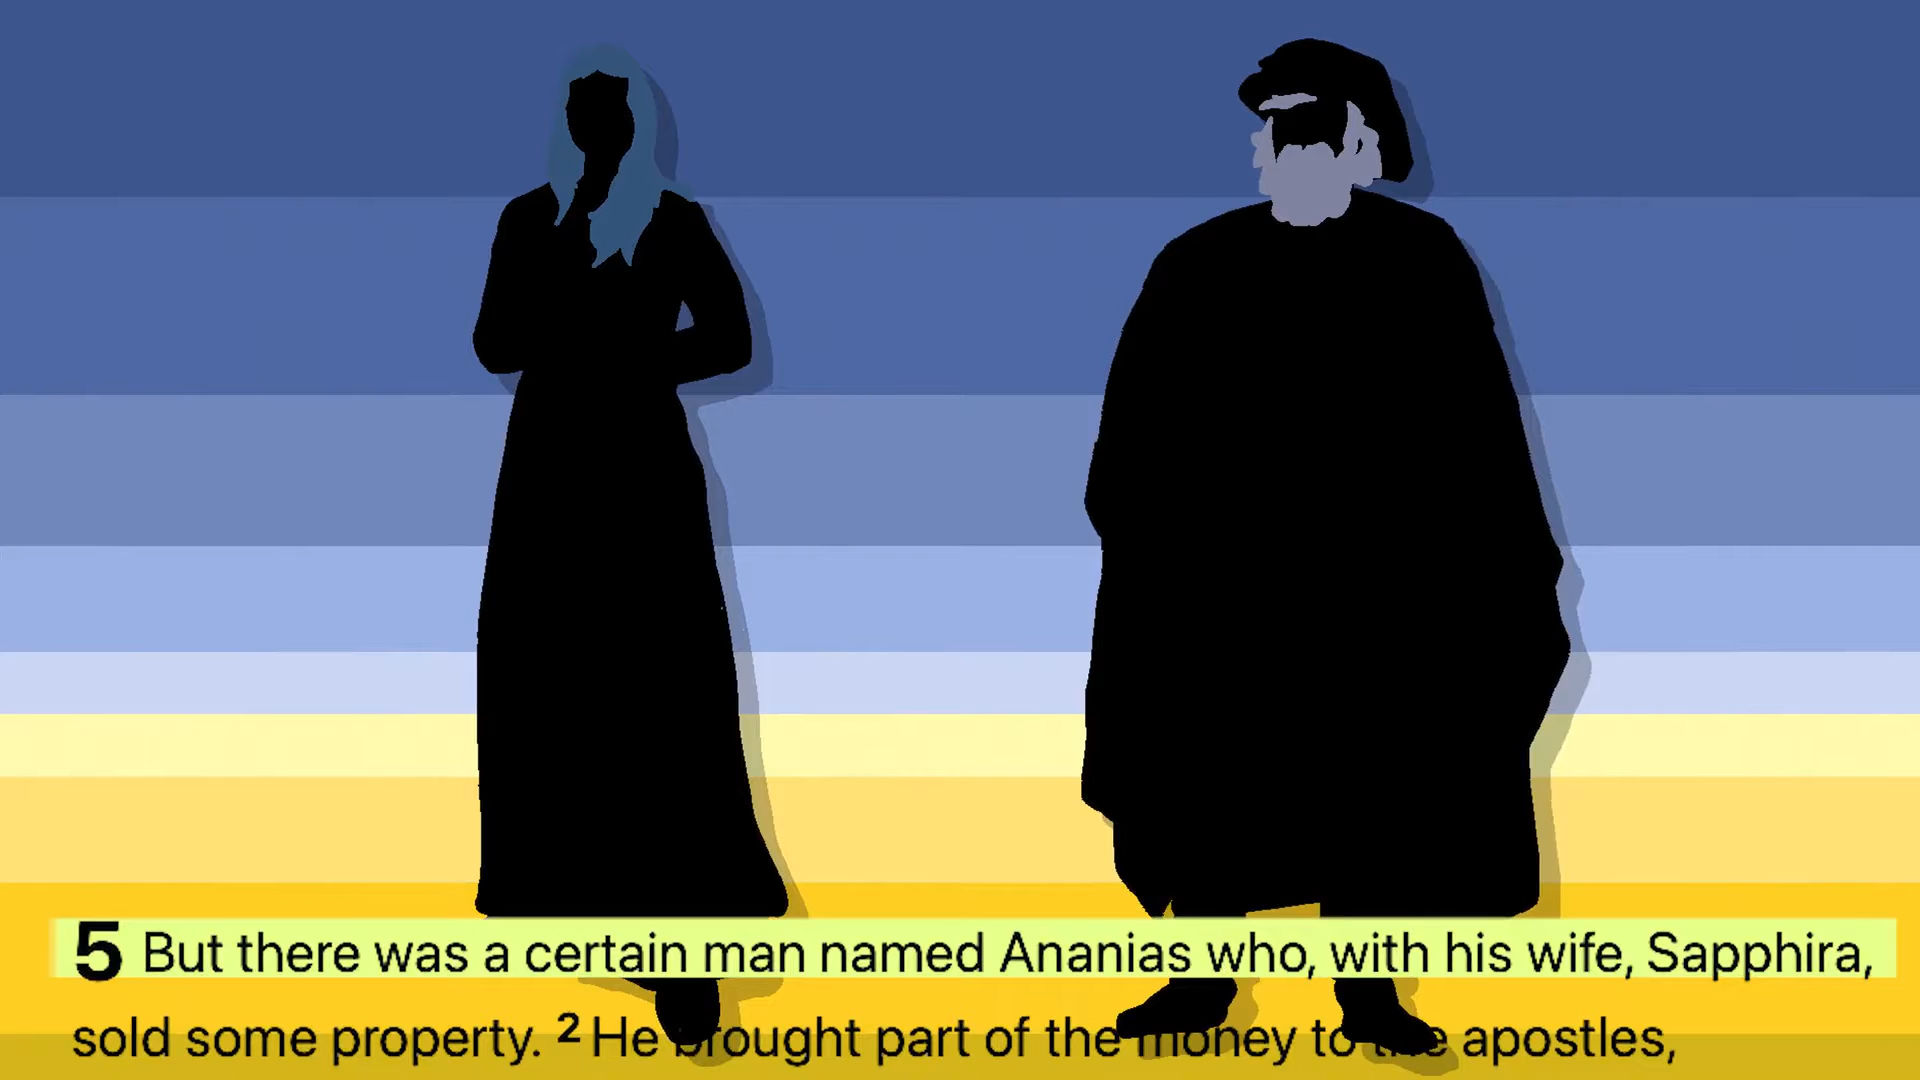 5 But there was a certain man named Ananias who, with his wife, Sapphira,
sold some property. 2 He brought part of the money to the apostles,